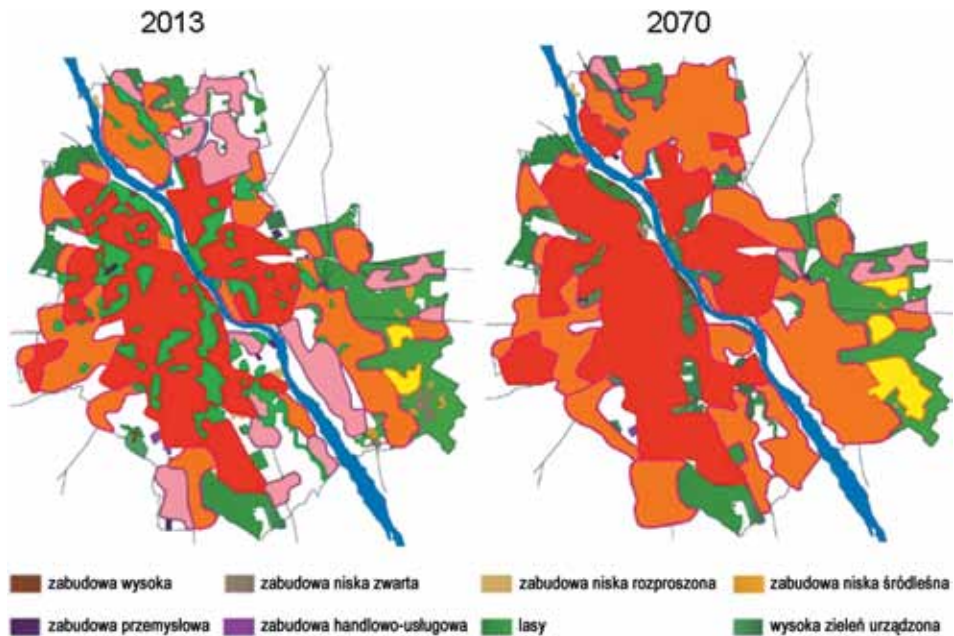 2013 2070
zabudowa wysoka zabudowa niska zwarta zabudowa niska rozproszona zabudowa niska śródleśna
zabudowa przemysłowa zabudowa handlowo-usługowa lasy wysoka zieleń urządzona